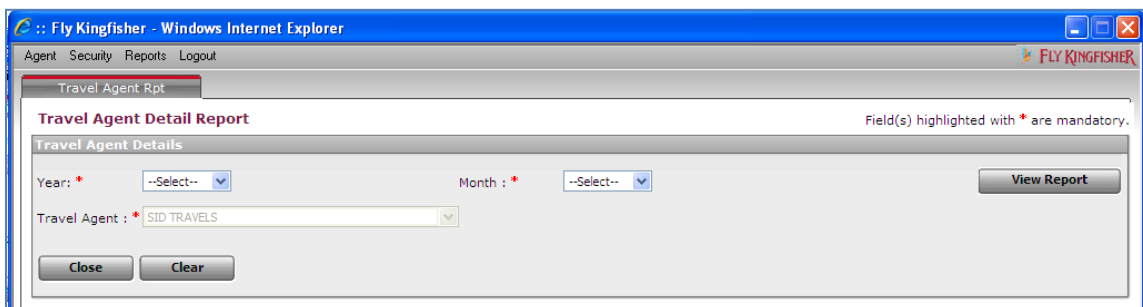 :: Fly Kingfisher - Windows Internet Explorer
Agent Security Reports Logout FLY KINGFISHER
Travel Agent Rpt
Travel Agent Detail Report Field(s) highlighted with * are mandatory.
Travel Agent Details
Year: * --Select-- Month : * --Select-- View Report
Travel Agent : * SID TRAVELS
Close Clear